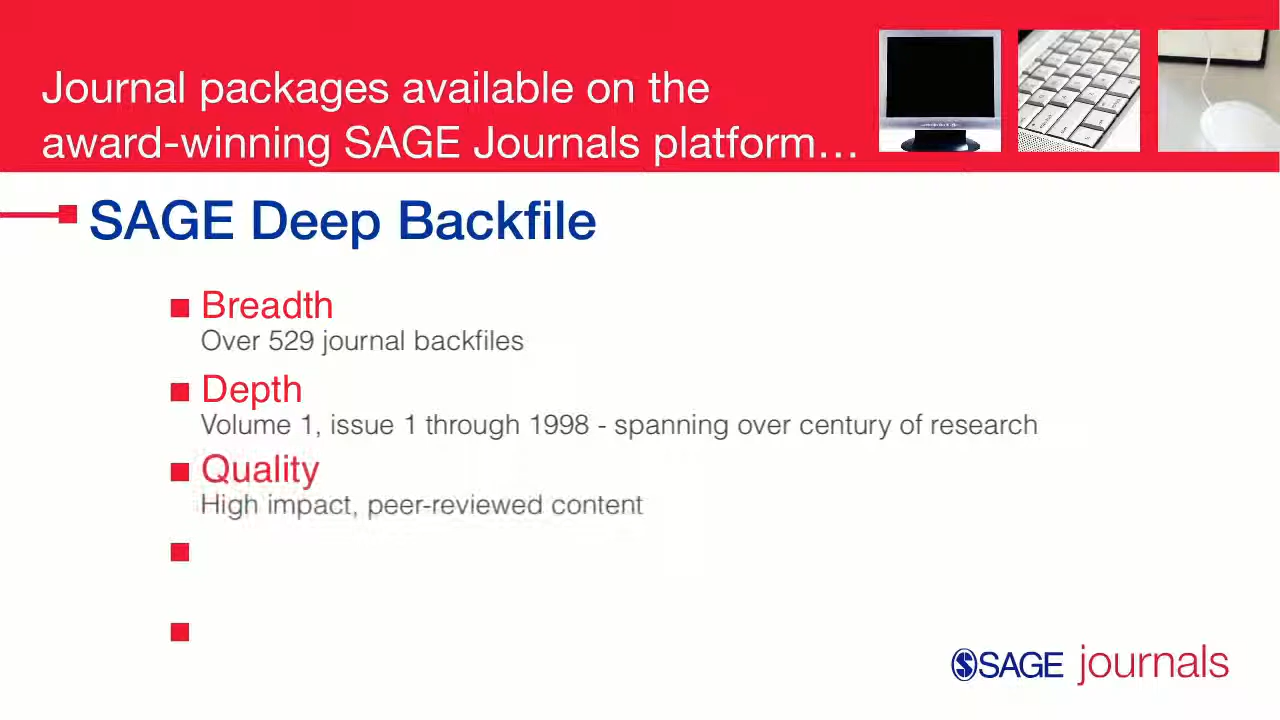 Journal packages available on the
award-winning SAGE Journals platform...
SAGE Deep Backfile
Breadth
Over 529 journal backfiles
Depth
Volume 1, issue 1 through 1998 - spanning over century of research
Quality
High impact, peer-reviewed content
SAGE journals